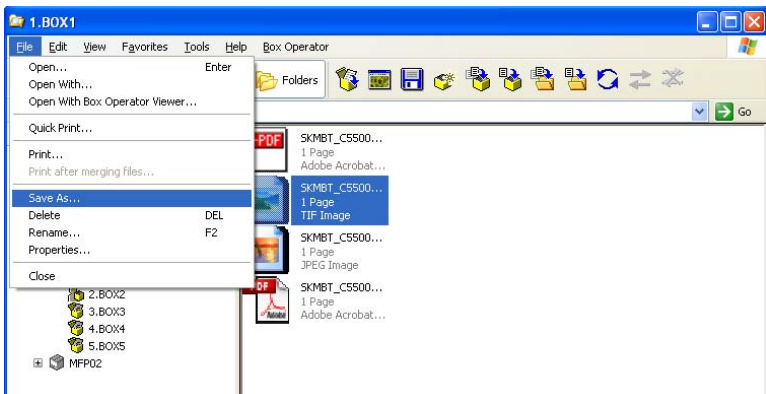 1.BOX1
File Edit View Favorites Tools Help Box Operator
Open... Enter
Open With...
Open With Box Operator Viewer...
Quick Print...
Print...
Print after merging files...
Save As...
Delete DEL
Rename... F2
Properties...
Close
2.BOX2
3.BOX3
4.BOX4
5.BOX5
MFP02
Folders
Go
PDF
SKMBT_C5500...
1 Page
Adobe Acrobat...
SKMBT_C5500...
1 Page
TIF Image
SKMBT_C5500...
1 Page
JPEG Image
SKMBT_C5500...
1 Page
Adobe Acrobat...
Adobe